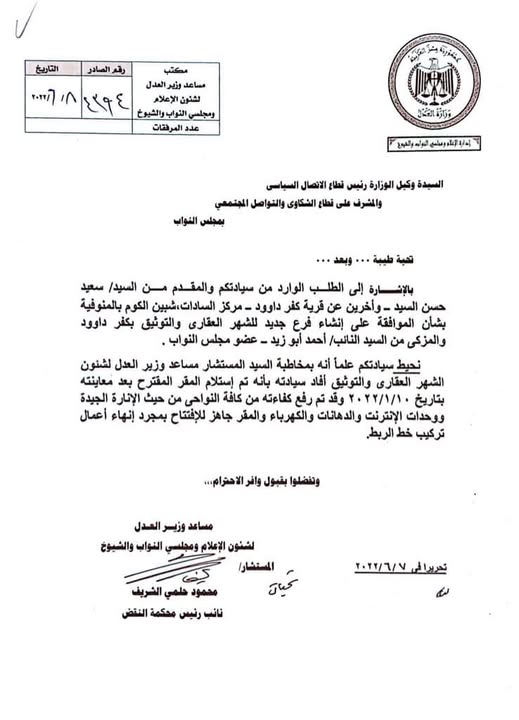 جمهورية مصر العربية
وزارة العدل
إدارة الإعلام ومجلسي النواب والشيوخ
مكتب
مساعد وزير العدل
لشئون الإعلام
ومجلسي النواب والشيوخ
رقم الصادر
التاريخ
٤٣٩٤
٢٠٢٢/٦/٨
عدد المرفقات
السيدة وكيل الوزارة رئيس قطاع الاتصال السياسى
والمشرف على قطاع الشكاوى والتواصل المجتمعي
بمجلس النواب
تحية طيبة ... وبعد ...
بالإشارة إلى الطلب الوارد من سيادتكم والمقدم من السيد/ سعيد
حسن السيد – وأخرين عن قرية كفر داوود – مركز السادات،شبين الكوم بالمنوفية
بشأن الموافقة على إنشاء فرع جديد للشهر العقارى والتوثيق بكفر داوود
والمزكى من السيد النائب/ أحمد أبو زيد – عضو مجلس النواب .
نحيط سيادتكم علماً أنه بمخاطبة السيد المستشار مساعد وزير العدل لشئون
الشهر العقارى والتوثيق أفاد سيادته بأنه تم إستلام المقر المقترح بعد معاينته
بتاريخ ٢٠٢٢/١/١٠ وقد تم رفع كفاءته من كافة النواحى من حيث الإنارة الجيدة
ووحدات الإنترنت والدهانات والكهرباء والمقر جاهز للإفتتاح بمجرد إنهاء أعمال
تركيب خط الربط.
وتفضلوا بقبول وافر الاحترام،،،
مساعد وزير العدل
لشئون الإعلام ومجلسي النواب والشيوخ
المستشار/
محمود حلمي الشريف
نائب رئيس محكمة النقض
تحريرا فى ٢٠٢٢/٦/٧